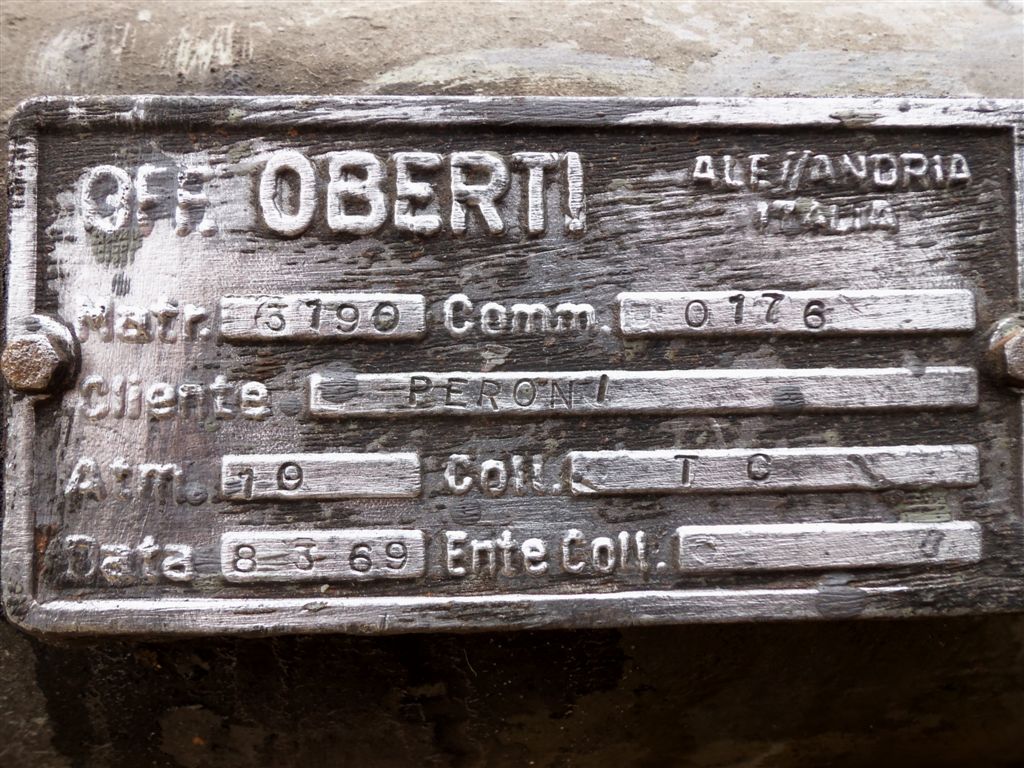 OFF. OBERTI ALESSANDRIA
ITALIA
Matr. 3790 Comm. 0176
Cliente PERONI
Atm. 10 Coll. T C
Data 8-3-69 Ente Coll.